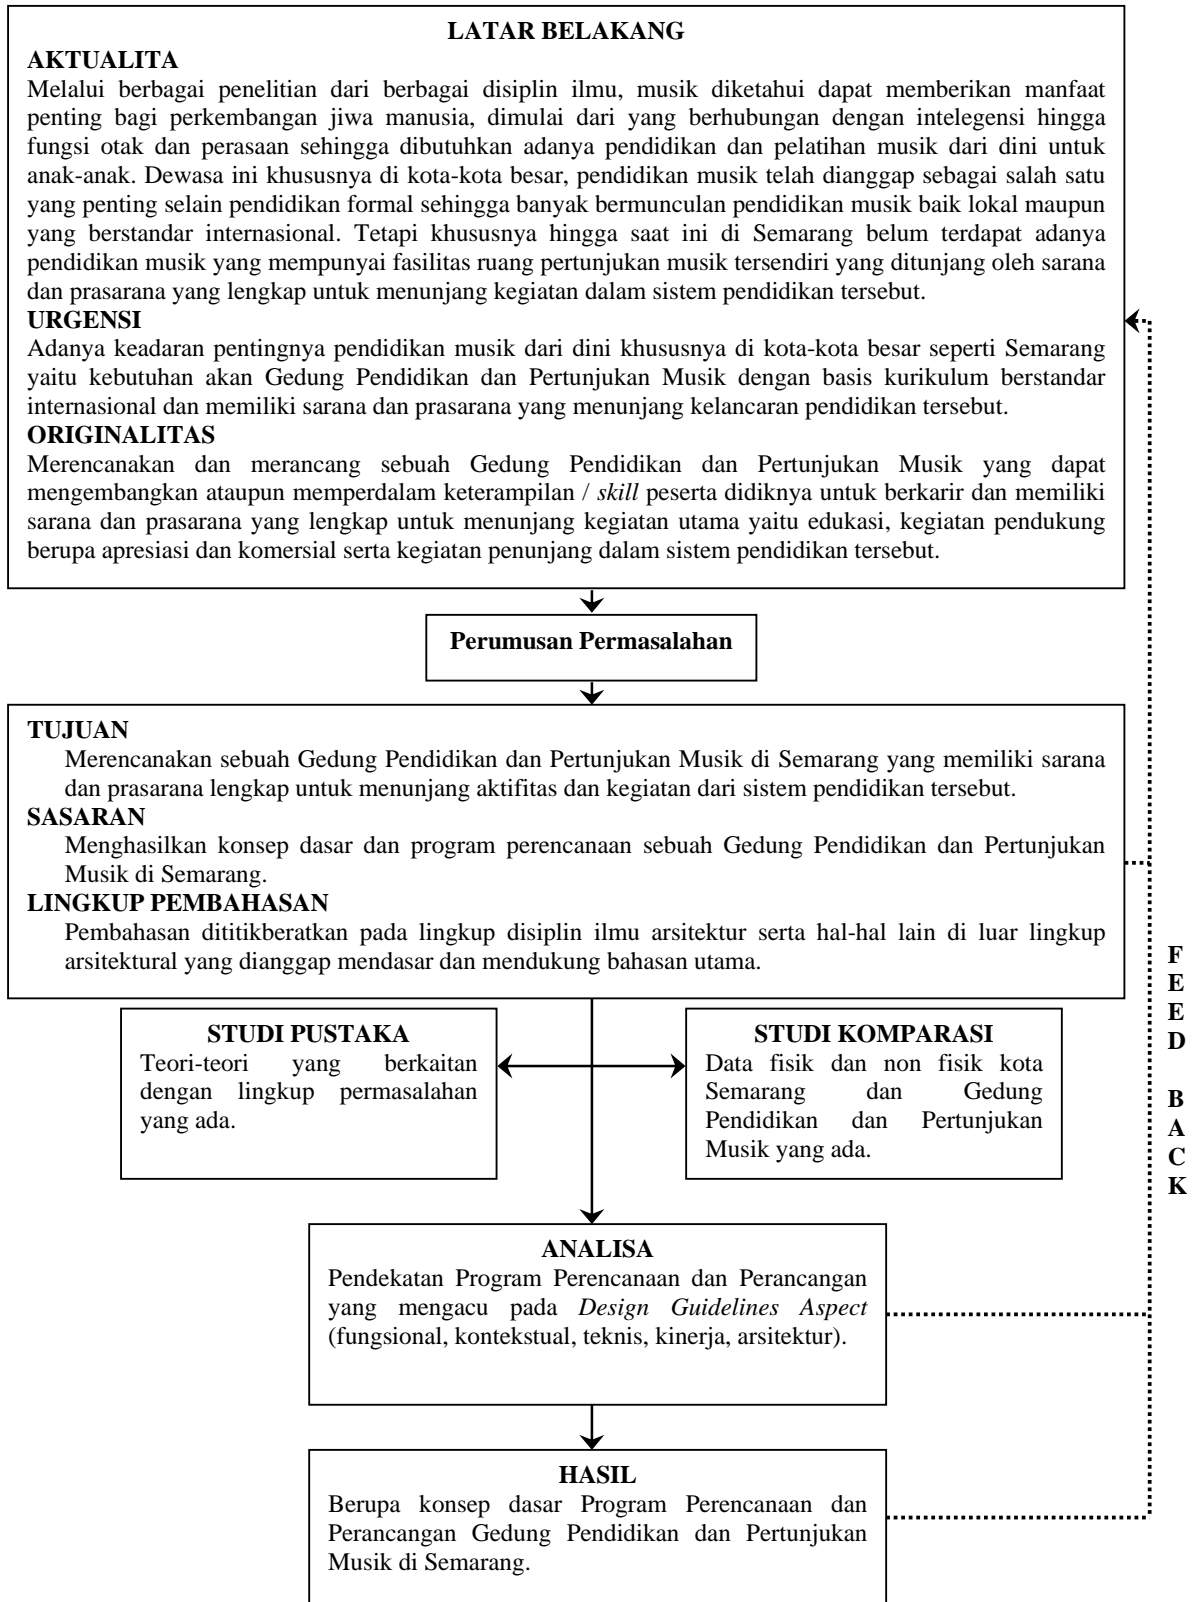 LATAR BELAKANG
AKTUALITA
Melalui berbagai penelitian dari berbagai disiplin ilmu, musik diketahui dapat memberikan manfaat
penting bagi perkembangan jiwa manusia, dimulai dari yang berhubungan dengan intelegensi hingga
fungsi otak dan perasaan sehingga dibutuhkan adanya pendidikan dan pelatihan musik dari dini untuk
anak-anak. Dewasa ini khususnya di kota-kota besar, pendidikan musik telah dianggap sebagai salah satu
yang penting selain pendidikan formal sehingga banyak bermunculan pendidikan musik baik lokal maupun
yang berstandar internasional. Tetapi khususnya hingga saat ini di Semarang belum terdapat adanya
pendidikan musik yang mempunyai fasilitas ruang pertunjukan musik tersendiri yang ditunjang oleh sarana
dan prasarana yang lengkap untuk menunjang kegiatan dalam sistem pendidikan tersebut.
URGENSI
Adanya keadaran pentingnya pendidikan musik dari dini khususnya di kota-kota besar seperti Semarang
yaitu kebutuhan akan Gedung Pendidikan dan Pertunjukan Musik dengan basis kurikulum berstandar
internasional dan memiliki sarana dan prasarana yang menunjang kelancaran pendidikan tersebut.
ORIGINALITAS
Merencanakan dan merancang sebuah Gedung Pendidikan dan Pertunjukan Musik yang dapat
mengembangkan ataupun memperdalam keterampilan / skill peserta didiknya untuk berkarir dan memiliki
sarana dan prasarana yang lengkap untuk menunjang kegiatan utama yaitu edukasi, kegiatan pendukung
berupa apresiasi dan komersial serta kegiatan penunjang dalam sistem pendidikan tersebut.
Perumusan Permasalahan
TUJUAN
Merencanakan sebuah Gedung Pendidikan dan Pertunjukan Musik di Semarang yang memiliki sarana
dan prasarana lengkap untuk menunjang aktifitas dan kegiatan dari sistem pendidikan tersebut.
SASARAN
Menghasilkan konsep dasar dan program perencanaan sebuah Gedung Pendidikan dan Pertunjukan
Musik di Semarang.
LINGKUP PEMBAHASAN
Pembahasan dititikberatkan pada lingkup disiplin ilmu arsitektur serta hal-hal lain di luar lingkup
arsitektural yang dianggap mendasar dan mendukung bahasan utama.
STUDI PUSTAKA
Teori-teori yang berkaitan
dengan lingkup permasalahan
yang ada.
STUDI KOMPARASI
Data fisik dan non fisik kota
Semarang dan Gedung
Pendidikan dan Pertunjukan
Musik yang ada.
ANALISA
Pendekatan Program Perencanaan dan Perancangan
yang mengacu pada Design Guidelines Aspect
(fungsional, kontekstual, teknis, kinerja, arsitektur).
HASIL
Berupa konsep dasar Program Perencanaan dan
Perancangan Gedung Pendidikan dan Pertunjukan
Musik di Semarang.
F
E
E
D
B
A
C
K